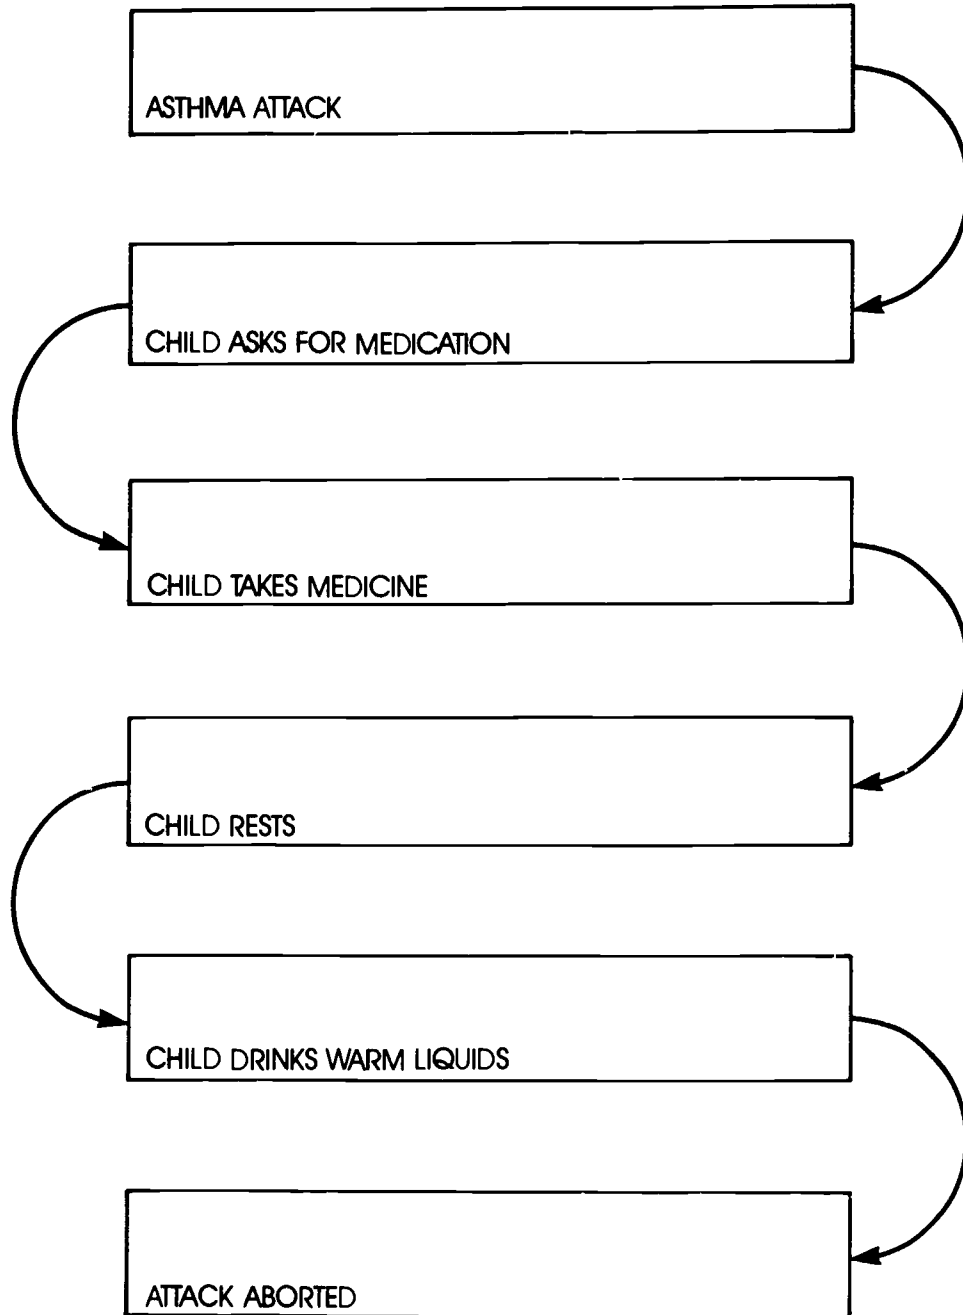 ASTHMA ATTACK
CHILD ASKS FOR MEDICATION
CHILD TAKES MEDICINE
CHILD RESTS
CHILD DRINKS WARM LIQUIDS
ATTACK ABORTED